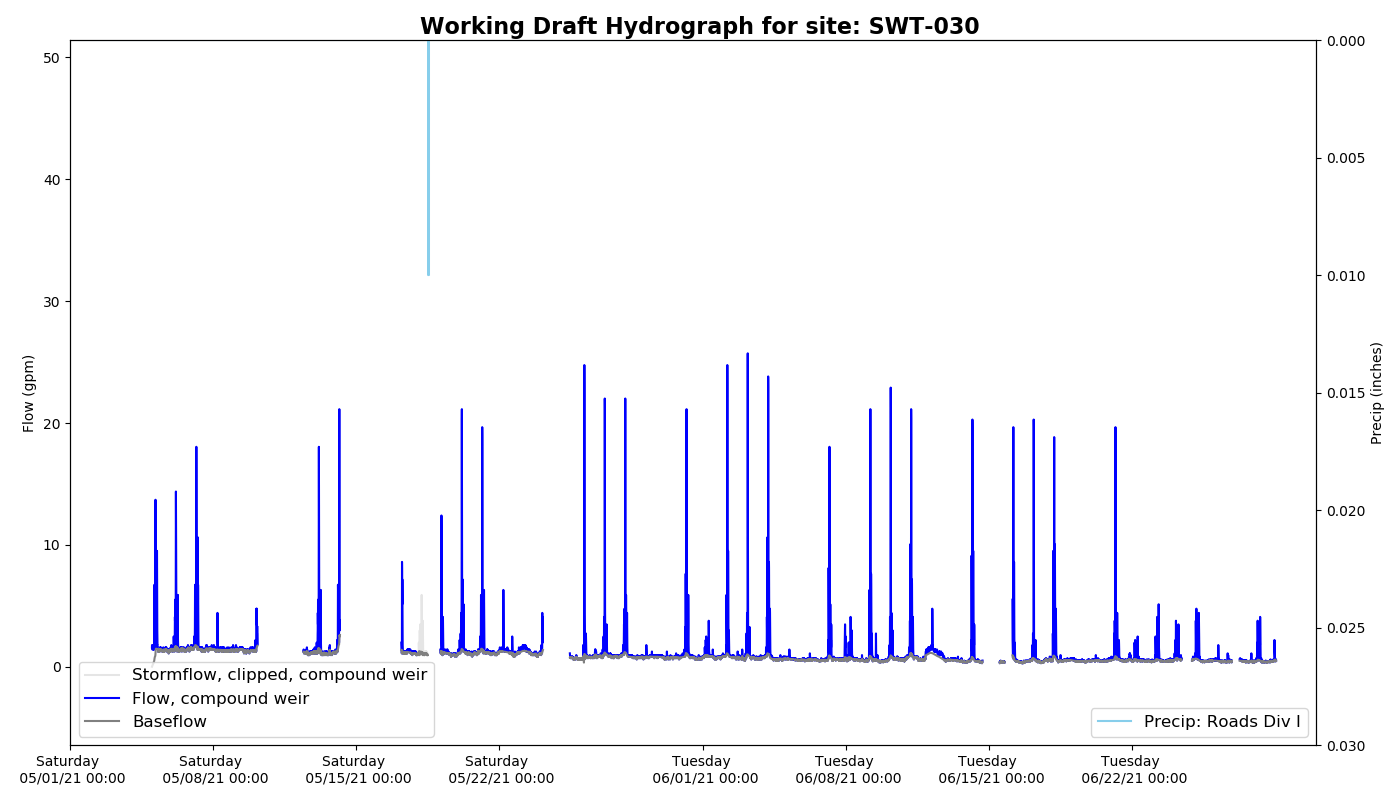 Working Draft Hydrograph for site: SWT-030
50
40
30
20
10
0
Flow (gpm)
0.000
0.005
0.010
0.015
0.020
0.025
0.030
Precip (inches)
Stormflow, clipped, compound weir
Flow, compound weir
Baseflow
Precip: Roads Div I
Saturday
05/01/21 00:00
Saturday
05/08/21 00:00
Saturday
05/15/21 00:00
Saturday
05/22/21 00:00
Tuesday
06/01/21 00:00
Tuesday
06/08/21 00:00
Tuesday
06/15/21 00:00
Tuesday
06/22/21 00:00